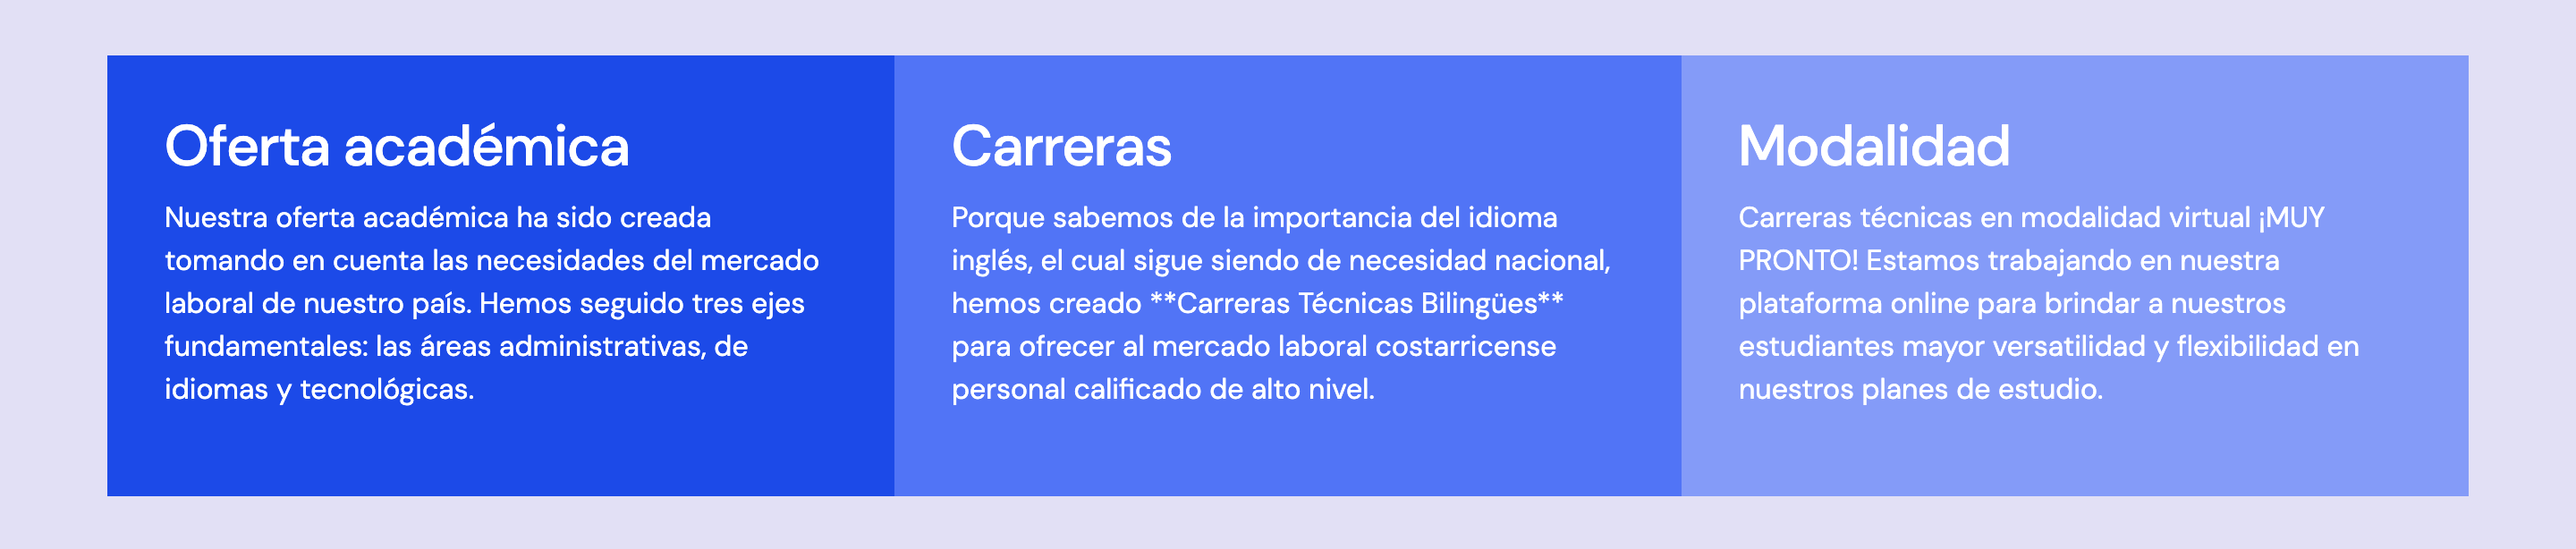 Oferta académica
Nuestra oferta académica ha sido creada
tomando en cuenta las necesidades del mercado
laboral de nuestro país. Hemos seguido tres ejes
fundamentales: las áreas administrativas, de
idiomas y tecnológicas.
Carreras
Porque sabemos de la importancia del idioma
inglés, el cual sigue siendo de necesidad nacional,
hemos creado **Carreras Técnicas Bilingües**
para ofrecer al mercado laboral costarricense
personal calificado de alto nivel.
Modalidad
Carreras técnicas en modalidad virtual ¡MUY
PRONTO! Estamos trabajando en nuestra
plataforma online para brindar a nuestros
estudiantes mayor versatilidad y flexibilidad en
nuestros planes de estudio.